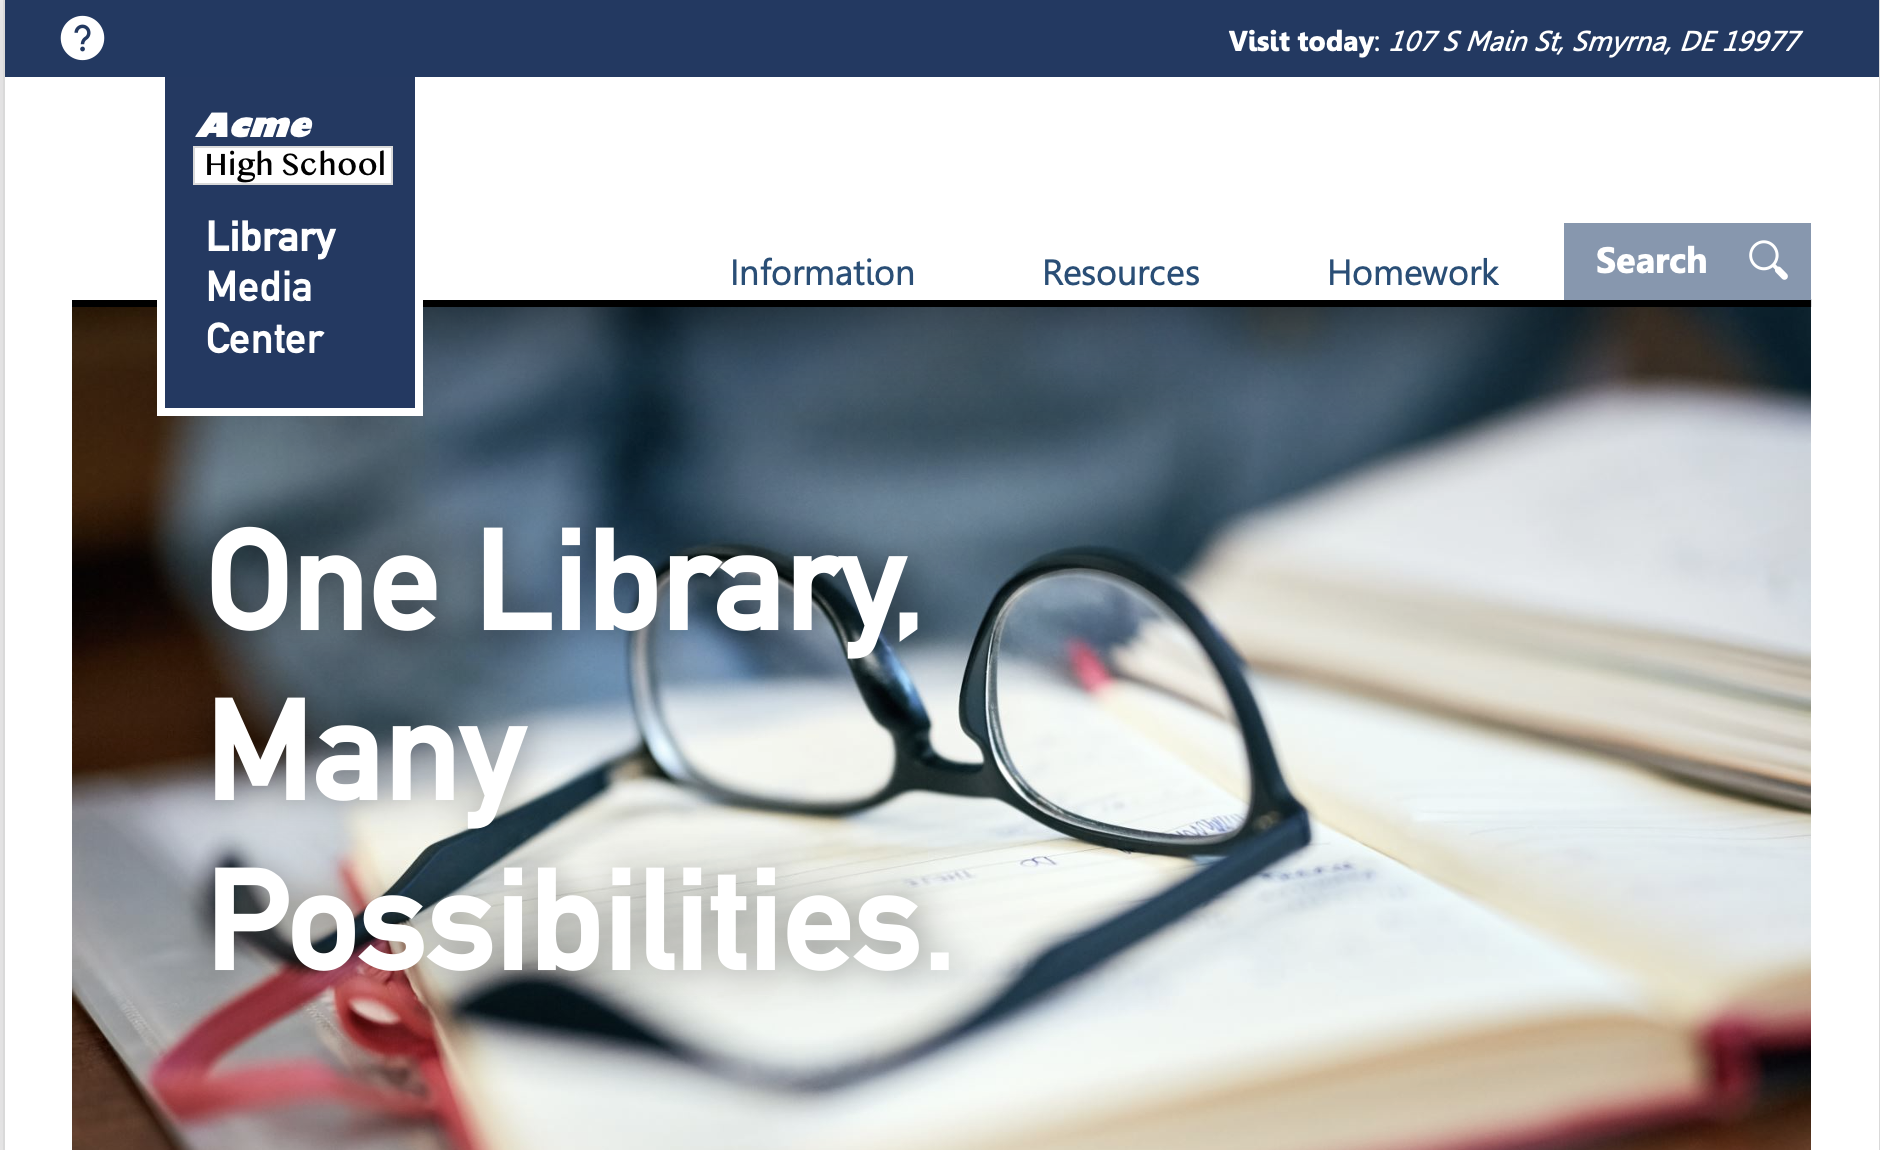 ?
Visit today: 107 S Main St, Smyrna, DE 19977
Acme
High School
Library
Media
Center
Information
Resources
Homework
Search
One Library,
Many
Possibilities.